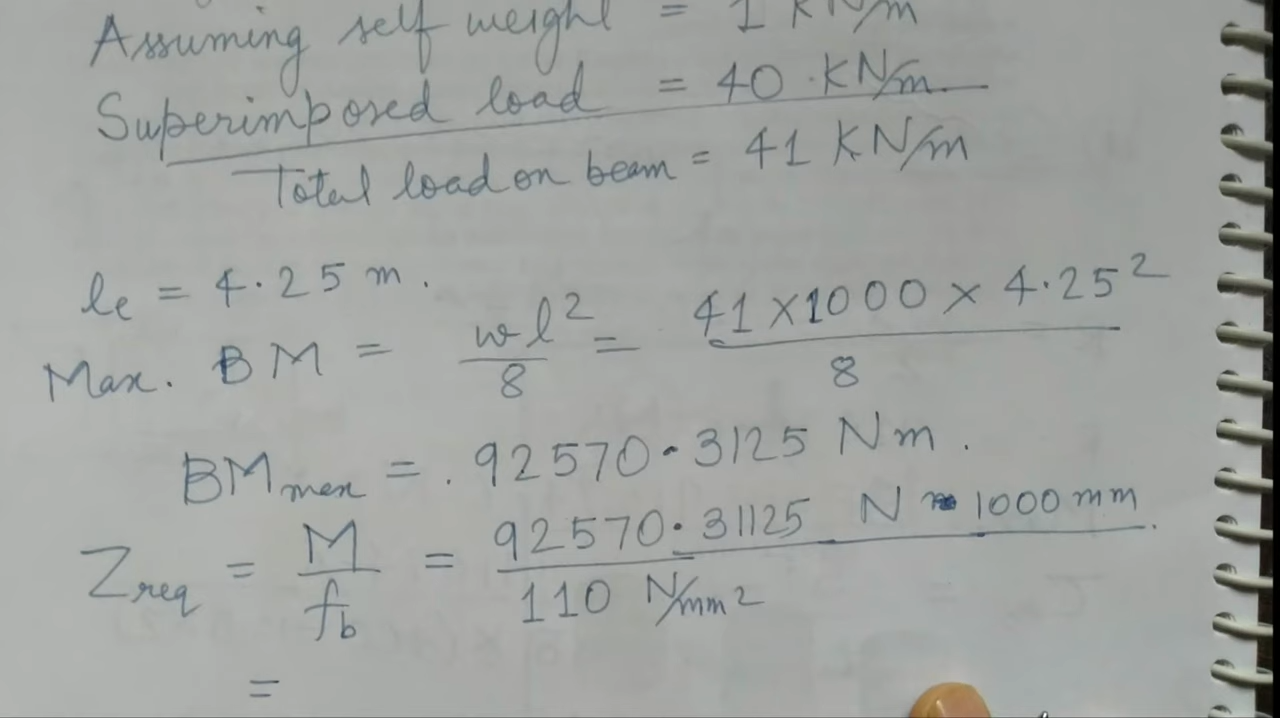 Assuming self weight = 1 KN/m
Superimposed load = 40 KN/m.
Total load on beam = 41 KN/m
le = 4.25 m.
Max. BM = wl²/8 = 41×1000×4.25²/8
BMmax = 92570.3125 Nm.
Zreq = M/fb = 92570.31125 N 1000 mm/110 N/mm²
=